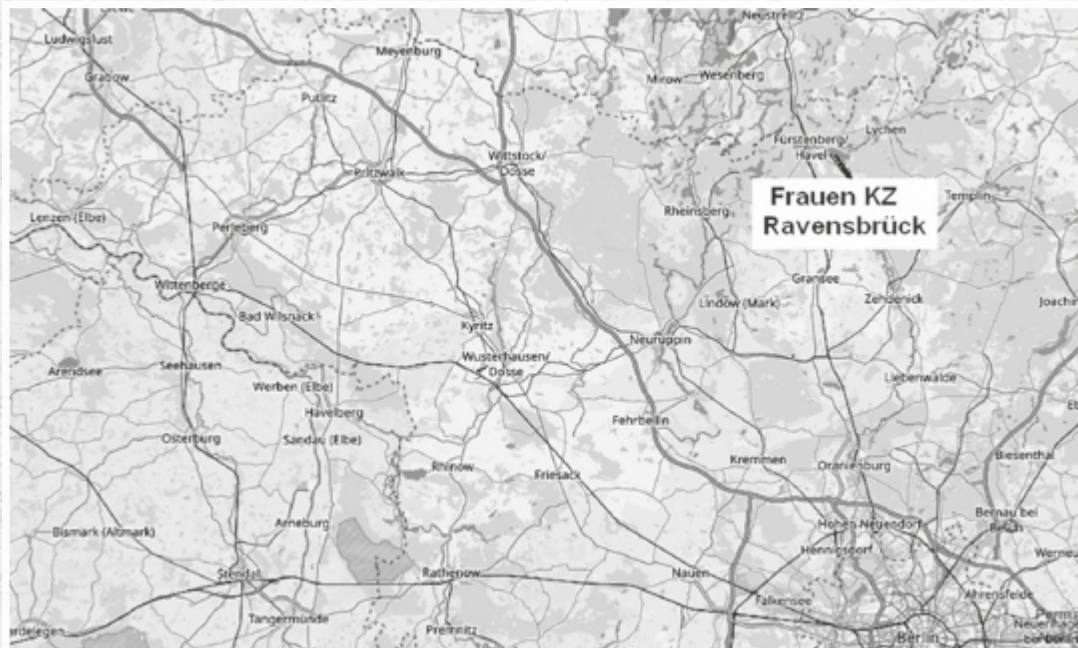 Neustrelitz
Ludwigslust
Meyenburg
Grabow
Mirow
Wesenberg
Putlitz
Lychen
Fürstenberg/
Havel
Wittstock/
Dosse
Pritzwalk
Frauen KZ
Ravensbrück
Templin
Lenzen (Elbe)
Rheinsberg
Perleberg
Gransee
Wittenberge
Zehdenick
Lindow (Mark)
Joachim
Bad Wilsnack
Kyritz
Neuruppin
Wusterhausen/
Dosse
Arendsee
Seehausen
Liebenwalde
Werben (Elbe)
Havelberg
Fehrbellin
Osterburg
Sandau (Elbe)
Kremmen
Biesenthal
Rhinow
Friesack
Oranienburg
Bismark (Altmark)
Arneburg
Hohen Neuendorf
Bernau bei
Berlin
Hennigsdorf
Werneu
Stendal
Rathenow
Nauen
Falkensee
Ahrensfelde
Tangermünde
ardelegen
Premnitz
Berlin